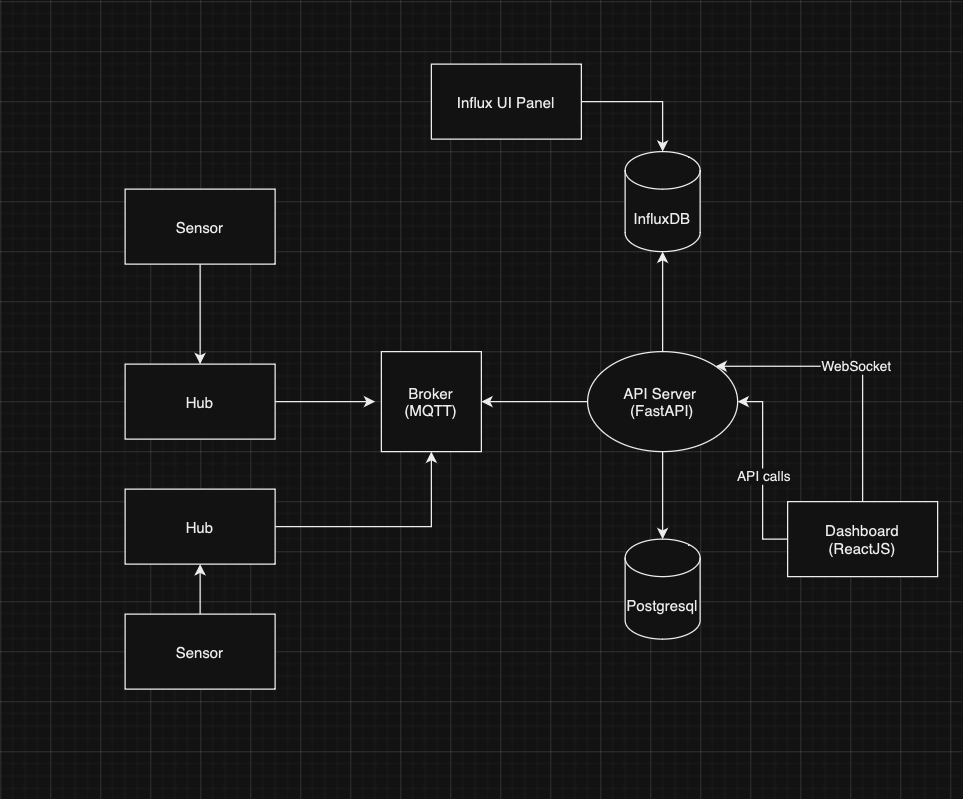 Influx UI Panel
InfluxDB
Sensor
Hub
Broker
(MQTT)
API Server
(FastAPI)
WebSocket
API calls
Hub
Dashboard
(ReactJS)
Postgresql
Sensor